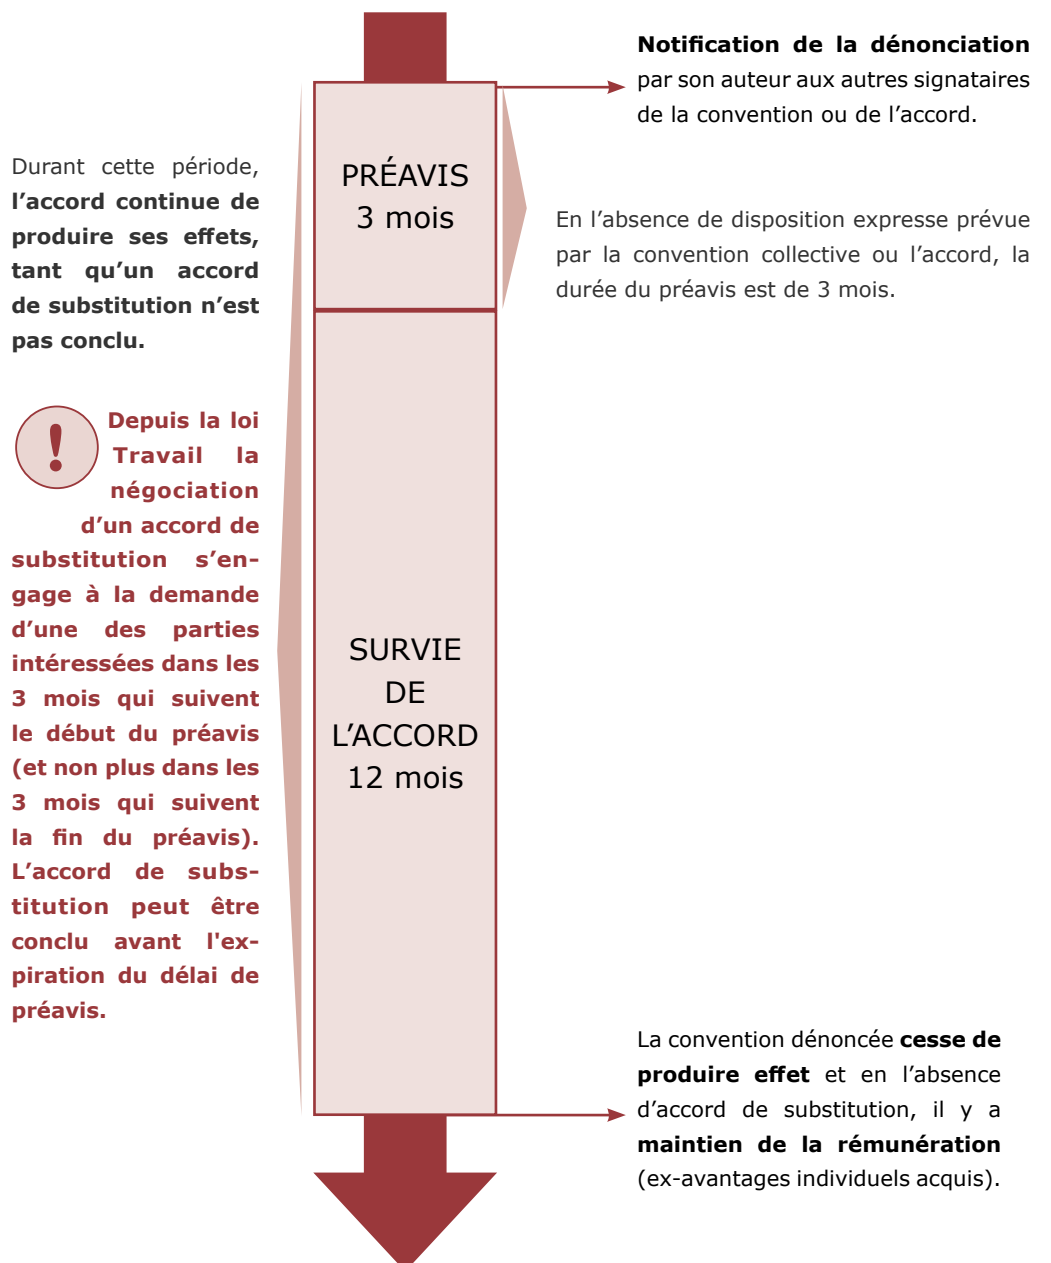 Notification de la dénonciation
par son auteur aux autres signataires
de la convention ou de l’accord.
PRÉAVIS
3 mois
Durant cette période,
l’accord continue de
produire ses effets,
tant qu’un accord
de substitution n’est
pas conclu.
En l’absence de disposition expresse prévue
par la convention collective ou l’accord, la
durée du préavis est de 3 mois.
!
Depuis la loi
Travail la
négociation
d’un accord de
substitution s’en-
gage à la demande
d’une des parties
intéressées dans les
3 mois qui suivent
le début du préavis
(et non plus dans les
3 mois qui suivent
la fin du préavis).
L’accord de subs-
titution peut être
conclu avant l'ex-
piration du délai de
préavis.
SURVIE
DE
L’ACCORD
12 mois
La convention dénoncée cesse de
produire effet et en l’absence
d’accord de substitution, il y a
maintien de la rémunération
(ex-avantages individuels acquis).